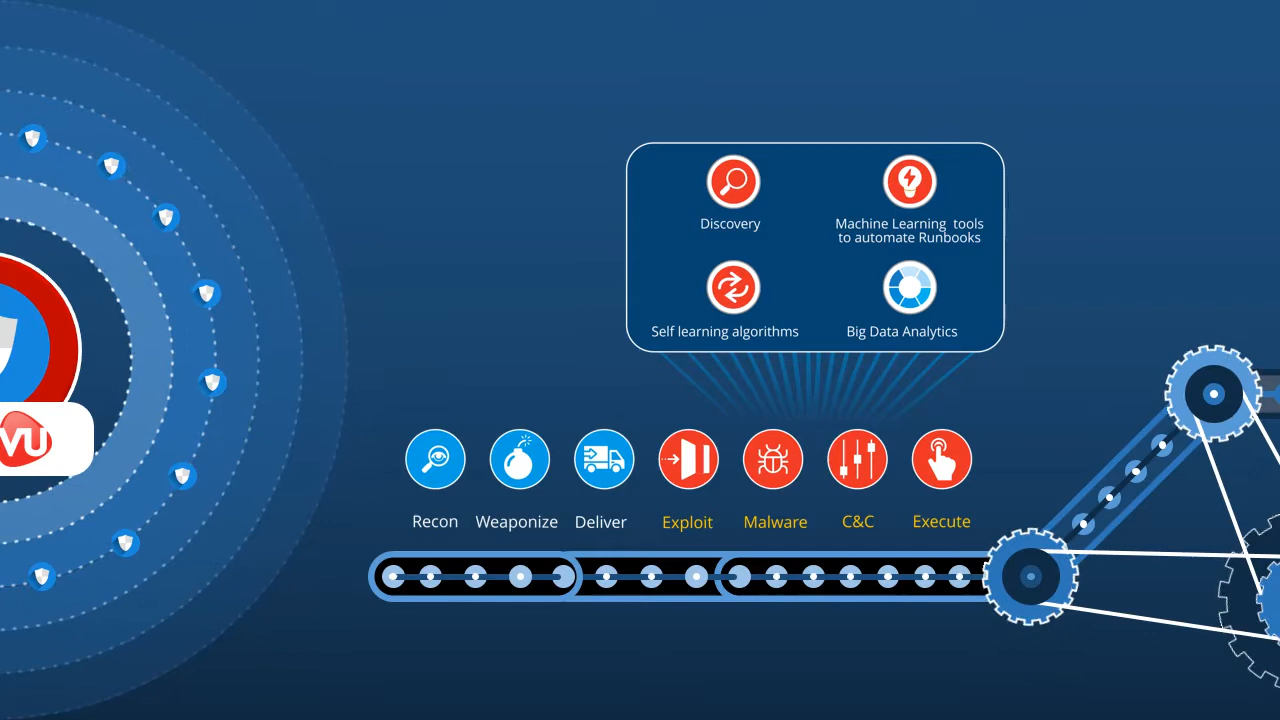 Discovery
Machine Learning tools
to automate Runbooks
Self learning algorithms
Big Data Analytics
VU
Recon
Weaponize
Deliver
Exploit
Malware
C&C
Execute